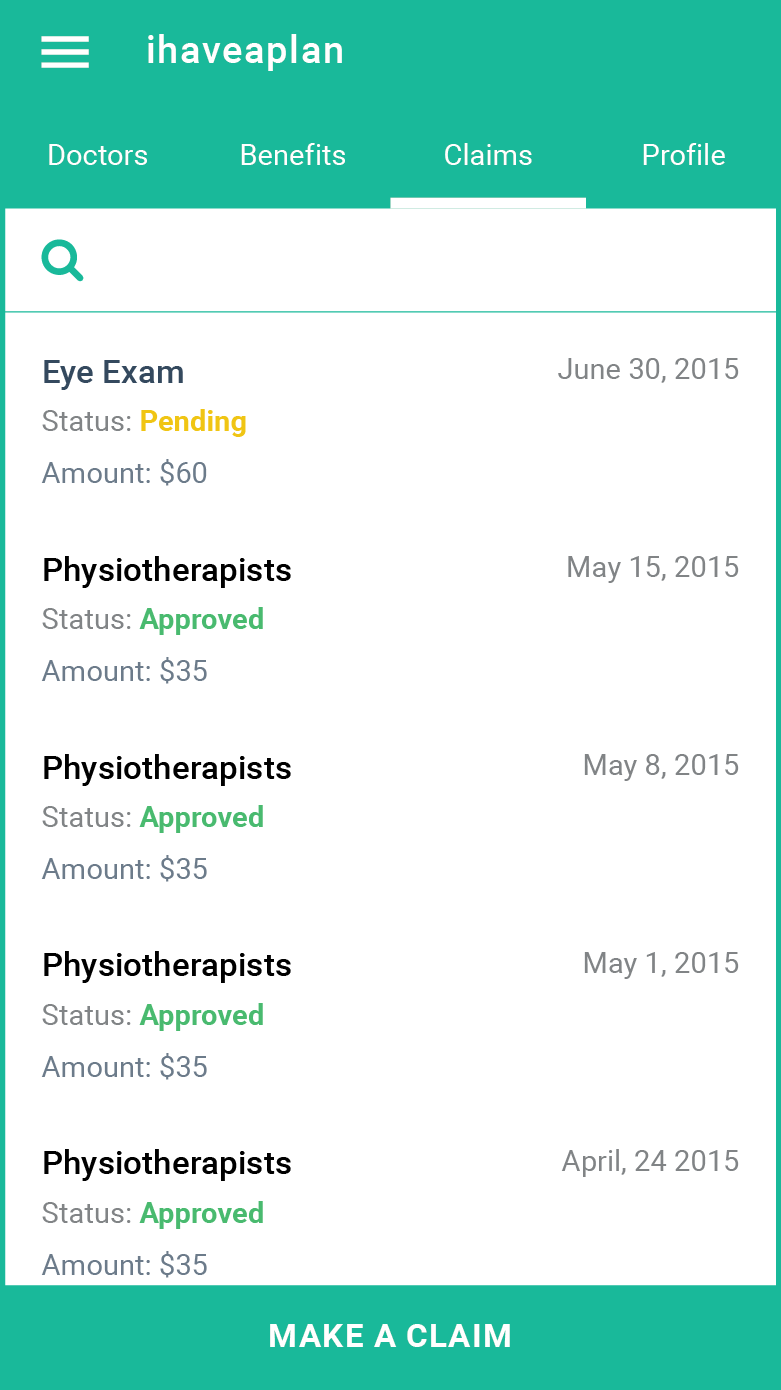 ihaveaplan
Doctors Benefits Claims Profile
Eye Exam June 30, 2015
Status: Pending
Amount: $60
Physiotherapists May 15, 2015
Status: Approved
Amount: $35
Physiotherapists May 8, 2015
Status: Approved
Amount: $35
Physiotherapists May 1, 2015
Status: Approved
Amount: $35
Physiotherapists April, 24 2015
Status: Approved
Amount: $35
MAKE A CLAIM